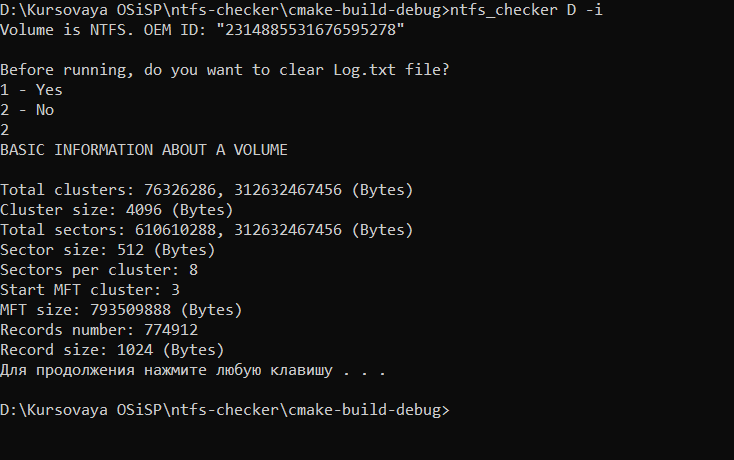 D:\Kursovaya OSiSP\ntfs-checker\cmake-build-debug>ntfs_checker D -i
Volume is NTFS. OEM ID: "2314885531676595278"
Before running, do you want to clear Log.txt file?
1 - Yes
2 - No
2
BASIC INFORMATION ABOUT A VOLUME
Total clusters: 76326286, 312632467456 (Bytes)
Cluster size: 4096 (Bytes)
Total sectors: 610610288, 312632467456 (Bytes)
Sector size: 512 (Bytes)
Sectors per cluster: 8
Start MFT cluster: 3
MFT size: 793509888 (Bytes)
Records number: 774912
Record size: 1024 (Bytes)
Для продолжения нажмите любую клавишу . . .
D:\Kursovaya OSiSP\ntfs-checker\cmake-build-debug>